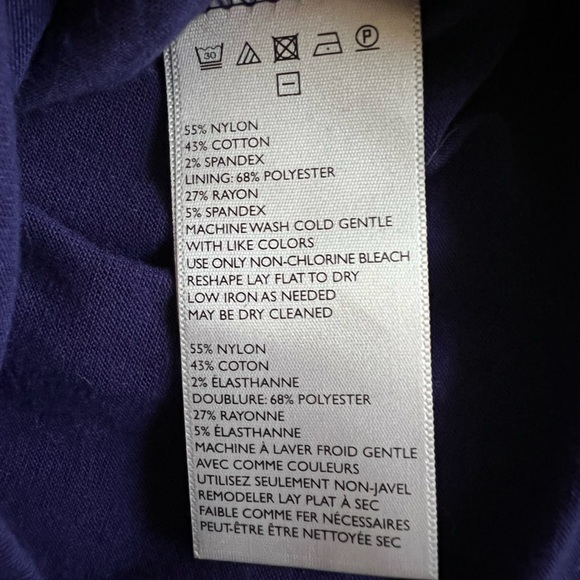 30
P
55% NYLON
43% COTTON
2% SPANDEX
LINING: 68% POLYESTER
27% RAYON
5% SPANDEX
MACHINE WASH COLD GENTLE
WITH LIKE COLORS
USE ONLY NON-CHLORINE BLEACH
RESHAPE LAY FLAT TO DRY
LOW IRON AS NEEDED
MAY BE DRY CLEANED
55% NYLON
43% COTON
2% ÉLASTHANNE
DOUBLURE: 68% POLYESTER
27% RAYONNE
5% ÉLASTHANNE
MACHINE À LAVER FROID GENTLE
AVEC COMME COULEURS
UTILISEZ SEULEMENT NON-JAVEL
REMODELER LAY PLAT À SEC
FAIBLE COMME FER NÉCESSAIRES
PEUT-ÊTRE ÊTRE NETTOYÉE SEC